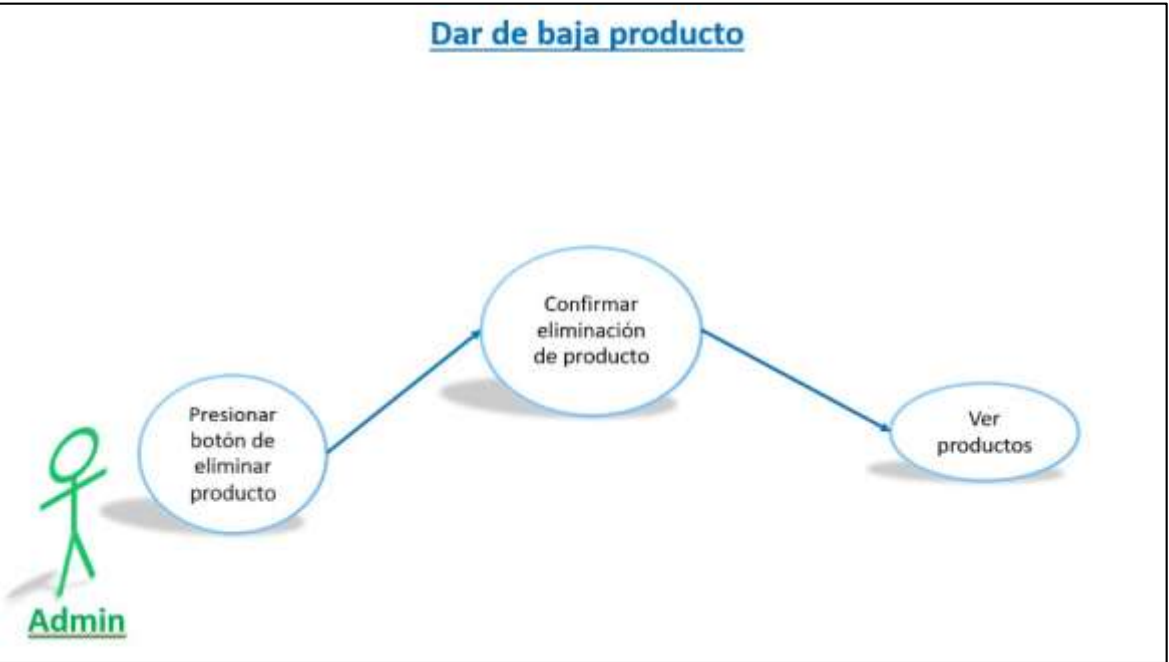 Dar de baja producto
Confirmar
eliminación
de producto
Presionar
botón de
eliminar
producto
Ver
productos
Admin